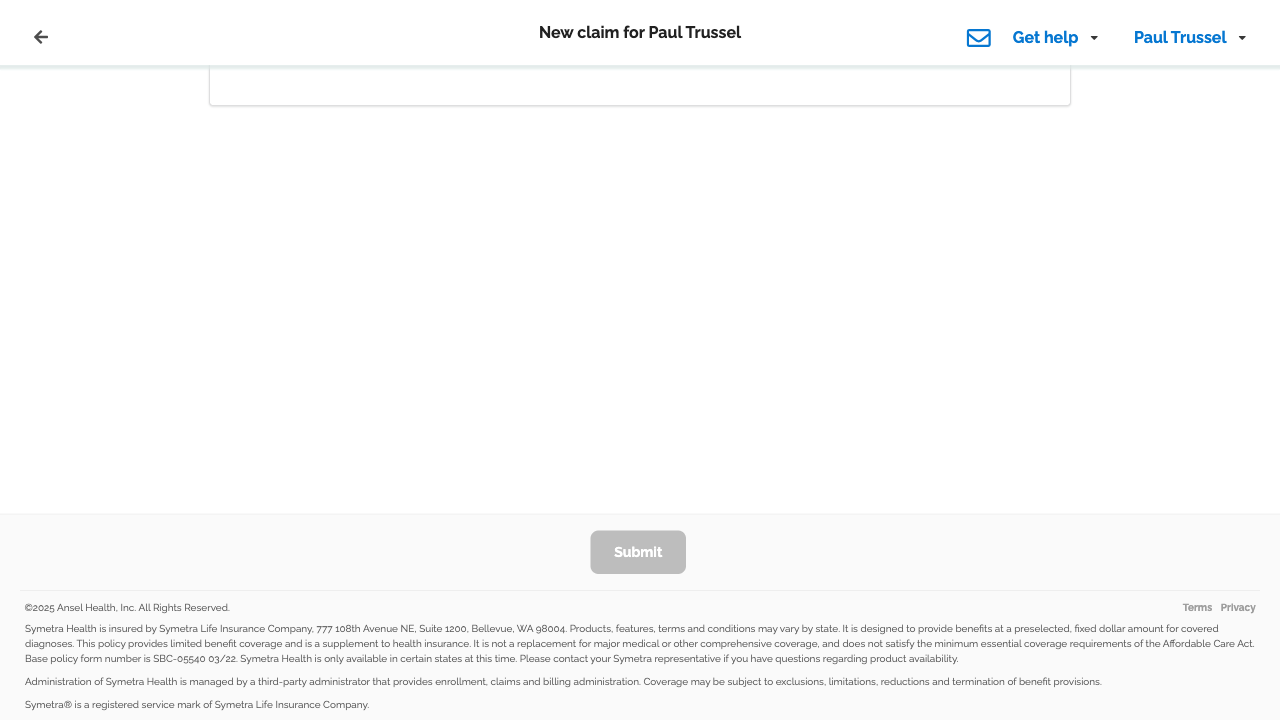 New claim for Paul Trussel
Get help
Paul Trussel
Submit
©2025 Ansel Health, Inc. All Rights Reserved.
Terms Privacy
Symetra Health is insured by Symetra Life Insurance Company, 777 108th Avenue NE, Suite 1200, Bellevue, WA 98004. Products, features, terms and conditions may vary by state. It is designed to provide benefits at a preselected, fixed dollar amount for covered
diagnoses. This policy provides limited benefit coverage and is a supplement to health insurance. It is not a replacement for major medical or other comprehensive coverage, and does not satisfy the minimum essential coverage requirements of the Affordable Care Act.
Base policy form number is SBC-05540 03/22. Symetra Health is only available in certain states at this time. Please contact your Symetra representative if you have questions regarding product availability.
Administration of Symetra Health is managed by a third-party administrator that provides enrollment, claims and billing administration. Coverage may be subject to exclusions, limitations, reductions and termination of benefit provisions.
Symetra® is a registered service mark of Symetra Life Insurance Company.